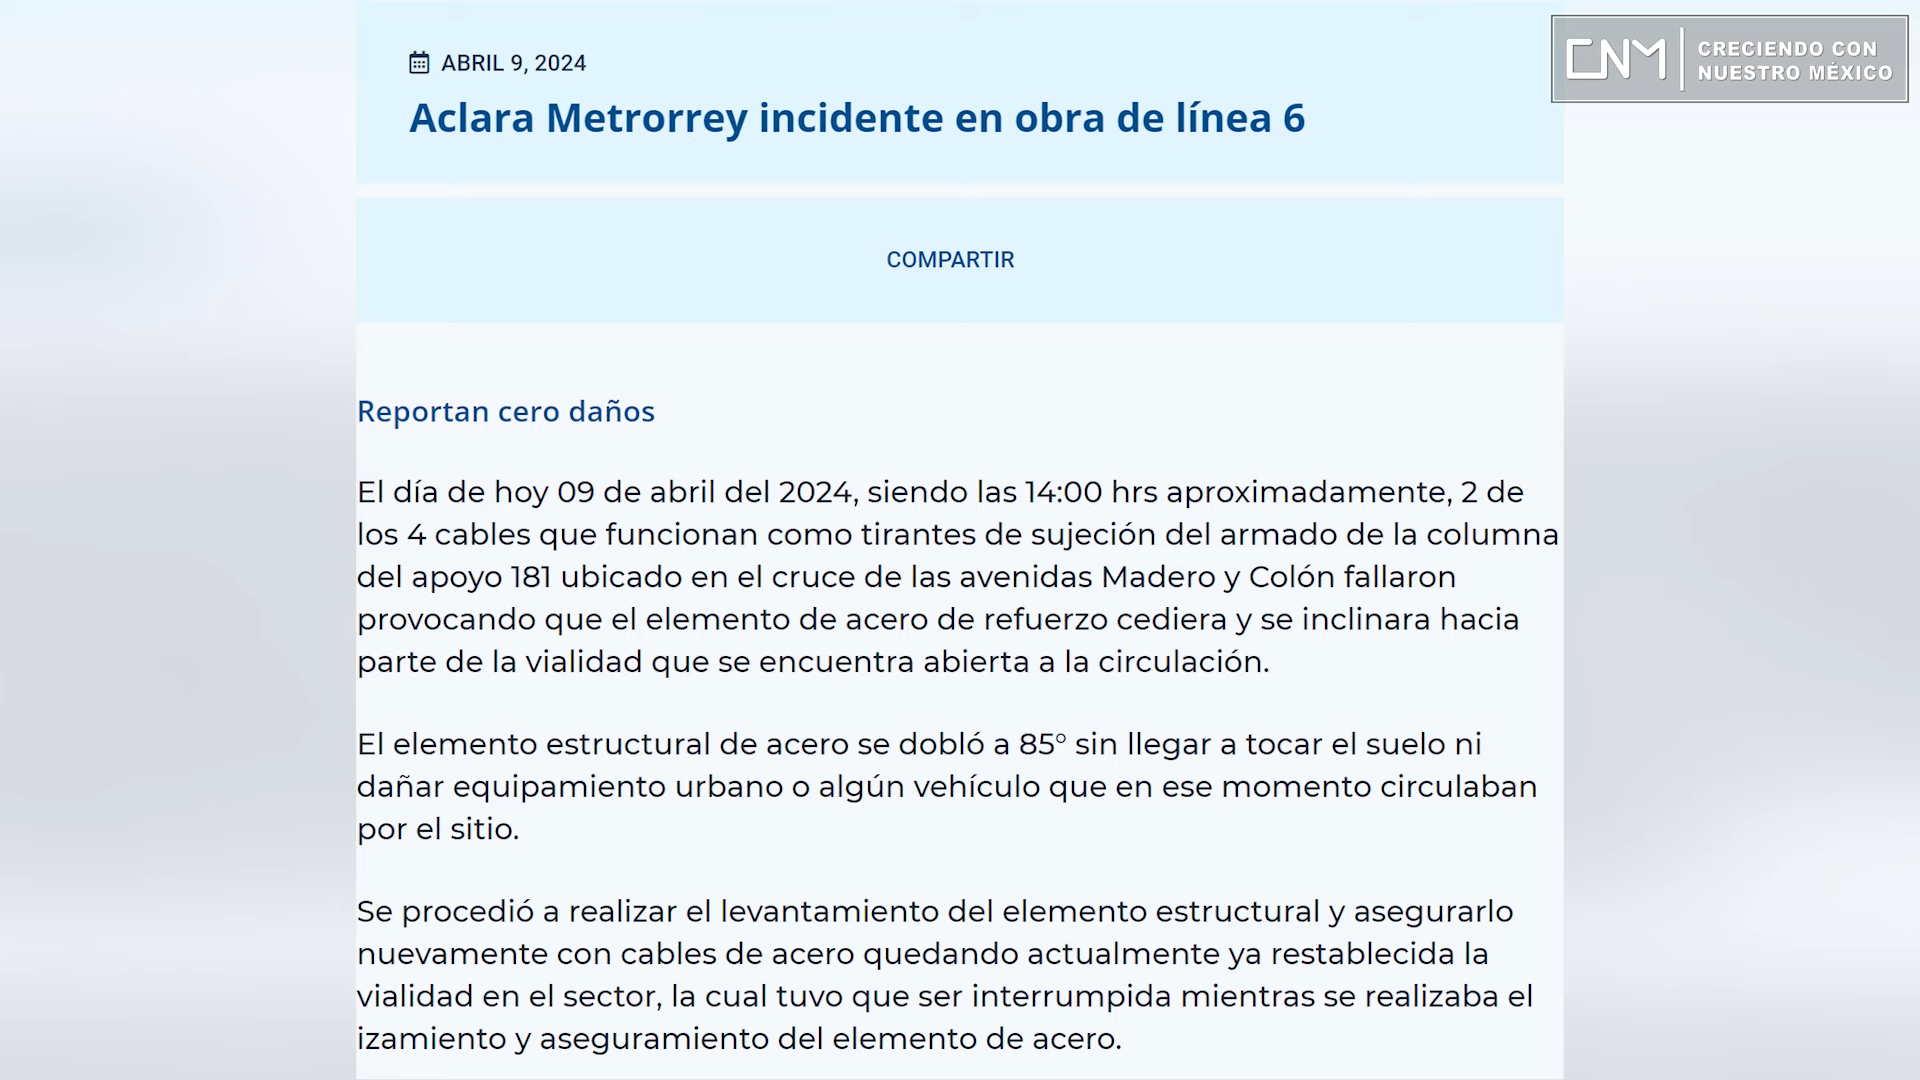 CNM CRECIENDO CON
NUESTRO MÉXICO
ABRIL 9, 2024
Aclara Metrorrey incidente en obra de línea 6
COMPARTIR
Reportan cero daños
El día de hoy 09 de abril del 2024, siendo las 14:00 hrs aproximadamente, 2 de
los 4 cables que funcionan como tirantes de sujeción del armado de la columna
del apoyo 181 ubicado en el cruce de las avenidas Madero y Colón fallaron
provocando que el elemento de acero de refuerzo cediera y se inclinara hacia
parte de la vialidad que se encuentra abierta a la circulación.
El elemento estructural de acero se dobló a 85° sin llegar a tocar el suelo ni
dañar equipamiento urbano o algún vehículo que en ese momento circulaban
por el sitio.
Se procedió a realizar el levantamiento del elemento estructural y asegurarlo
nuevamente con cables de acero quedando actualmente ya restablecida la
vialidad en el sector, la cual tuvo que ser interrumpida mientras se realizaba el
izamiento y aseguramiento del elemento de acero.